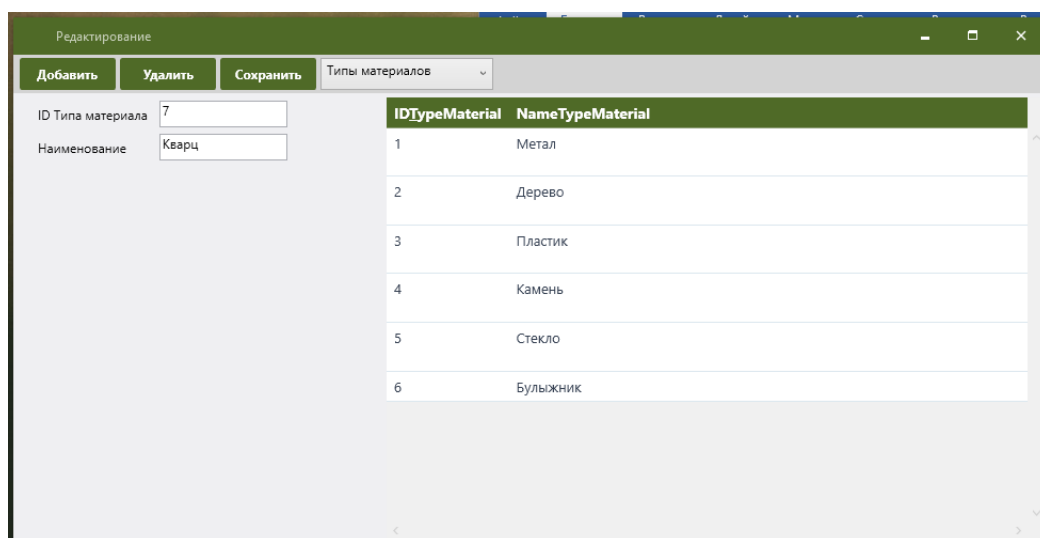 Редактирование
Добавить Удалить Сохранить Типы материалов
ID Типа материала 7
Наименование Кварц
IDTypeMaterial NameTypeMaterial
1 Метал
2 Дерево
3 Пластик
4 Камень
5 Стекло
6 Булыжник